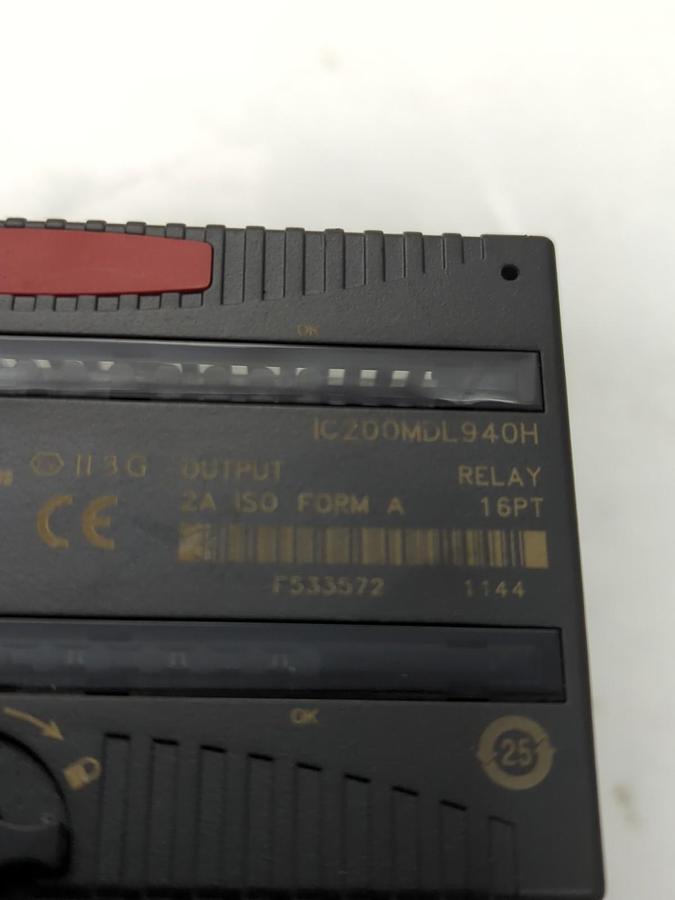 OK
IC200MDL940H
II 3 G OUTPUT RELAY
2A ISO FORM A 16PT
CE
F533572 1144
OK
25